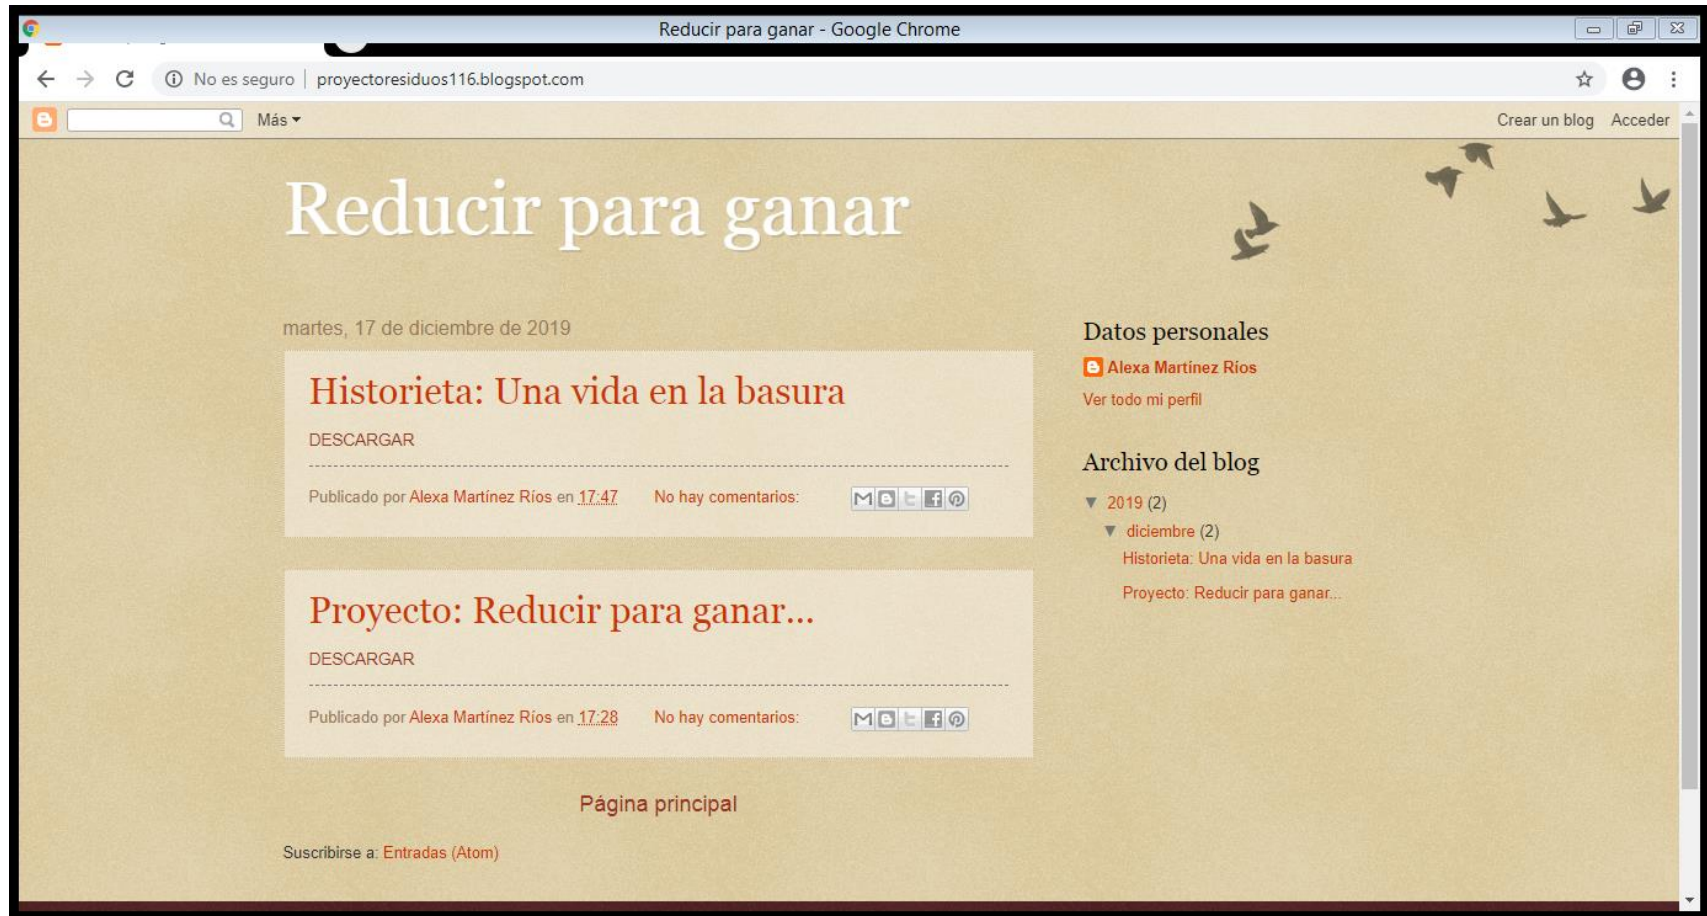 Reducir para ganar - Google Chrome
No es seguro | proyectoresiduos116.blogspot.com
Más
Crear un blog Acceder
Reducir para ganar
martes, 17 de diciembre de 2019
Historieta: Una vida en la basura
DESCARGAR
Publicado por Alexa Martínez Ríos en 17:47 No hay comentarios:
Proyecto: Reducir para ganar...
DESCARGAR
Publicado por Alexa Martínez Ríos en 17:28 No hay comentarios:
Página principal
Suscribirse a: Entradas (Atom)
Datos personales
Alexa Martínez Ríos
Ver todo mi perfil
Archivo del blog
▼ 2019 (2)
▼ diciembre (2)
Historieta: Una vida en la basura
Proyecto: Reducir para ganar...